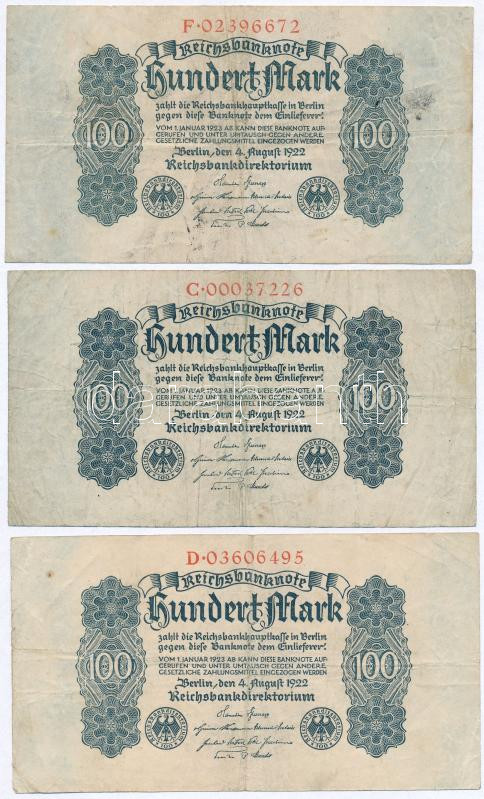 F·02396672
Reichsbanknote
Hundert Mark
100
100
zahlt die Reichsbankhauptkasse in Berlin
gegen diese Banknote dem Einlieferer.
VOM 1. JANUAR 1923 AB KANN DIESE BANKNOTE AUF-
GERUFEN UND UNTER UMTAUSCH GEGEN ANDERE
GESETZLICHE ZAHLUNGSMITTEL EINGEZOGEN WERDEN
Berlin, den 4. August 1922
Reichsbankdirektorium
C·00037226
Reichsbanknote
Hundert Mark
100
100
zahlt die Reichsbankhauptkasse in Berlin
gegen diese Banknote dem Einlieferer.
VOM 1. JANUAR 1923 AB KANN DIESE BANKNOTE AUF-
GERUFEN UND UNTER UMTAUSCH GEGEN ANDERE
GESETZLICHE ZAHLUNGSMITTEL EINGEZOGEN WERDEN
Berlin, den 4. August 1922
Reichsbankdirektorium
D·03606495
Reichsbanknote
Hundert Mark
100
100
zahlt die Reichsbankhauptkasse in Berlin
gegen diese Banknote dem Einlieferer.
VOM 1. JANUAR 1923 AB KANN DIESE BANKNOTE AUF-
GERUFEN UND UNTER UMTAUSCH GEGEN ANDERE
GESETZLICHE ZAHLUNGSMITTEL EINGEZOGEN WERDEN
Berlin, den 4. August 1922
Reichsbankdirektorium